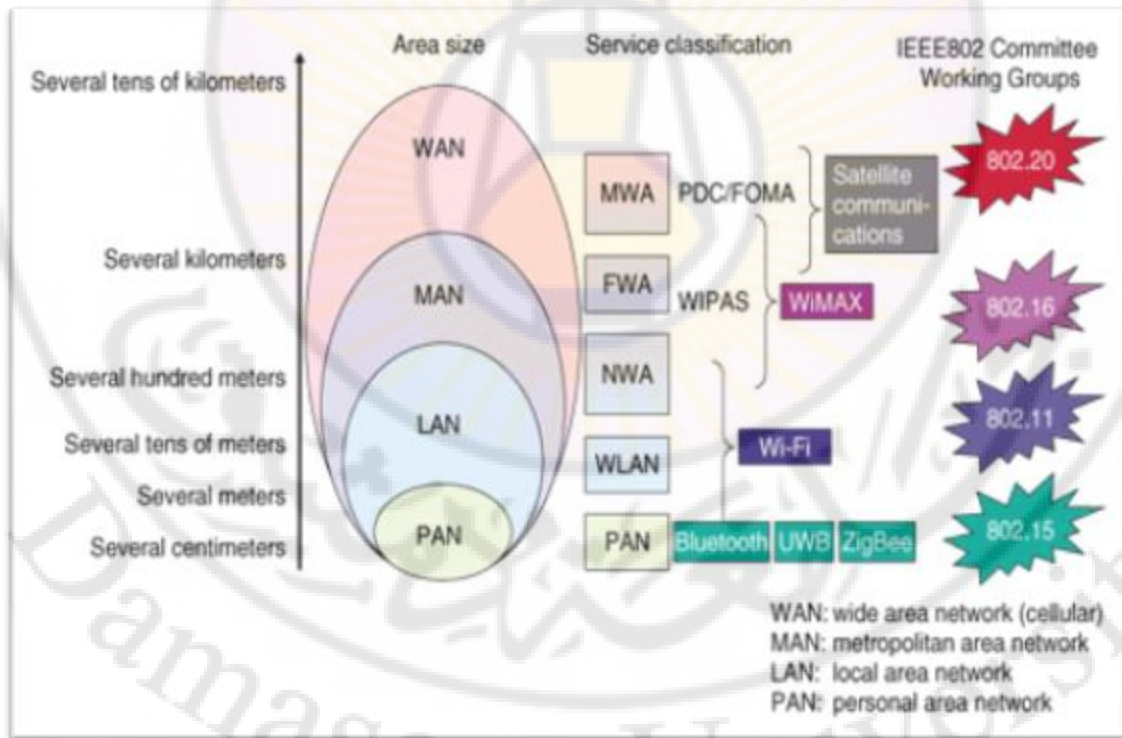 Area size
Service classification
IEEE802 Committee
Working Groups
Several tens of kilometers
Several kilometers
Several hundred meters
Several tens of meters
Several meters
Several centimeters
WAN
MAN
LAN
PAN
MWA
PDC/FOMA
FWA
WIPAS
NWA
WLAN
PAN
Bluetooth
UWB
ZigBee
Satellite
communi-
cations
WiMAX
Wi-Fi
802.20
802.16
802.11
802.15
WAN: wide area network (cellular)
MAN: metropolitan area network
LAN: local area network
PAN: personal area network